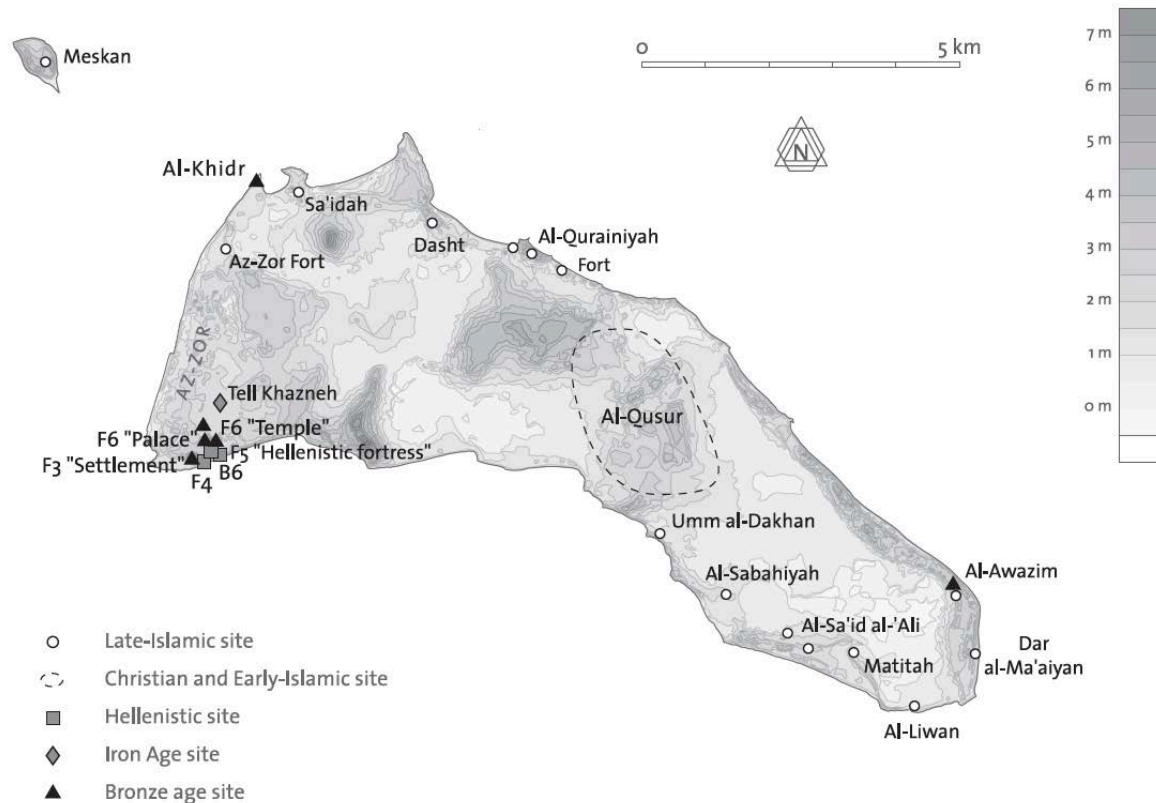 Meskan
0 5 km
N
7 m
6 m
5 m
4 m
3 m
2 m
1 m
0 m
Al-Khidr
Sa'idah
Dasht
Al-Qurainiyah
Fort
Az-Zor Fort
AZ-ZOR
Tell Khazneh
F6 "Palace"
F6 "Temple"
F3 "Settlement"
F5 "Hellenistic fortress"
F4
B6
Al-Qusur
Umm al-Dakhan
Al-Sabahiyah
Al-Awazim
Al-Sa'id al-'Ali
Matitah
Dar
al-Ma'aiyan
Al-Liwan
Late-Islamic site
Christian and Early-Islamic site
Hellenistic site
Iron Age site
Bronze age site